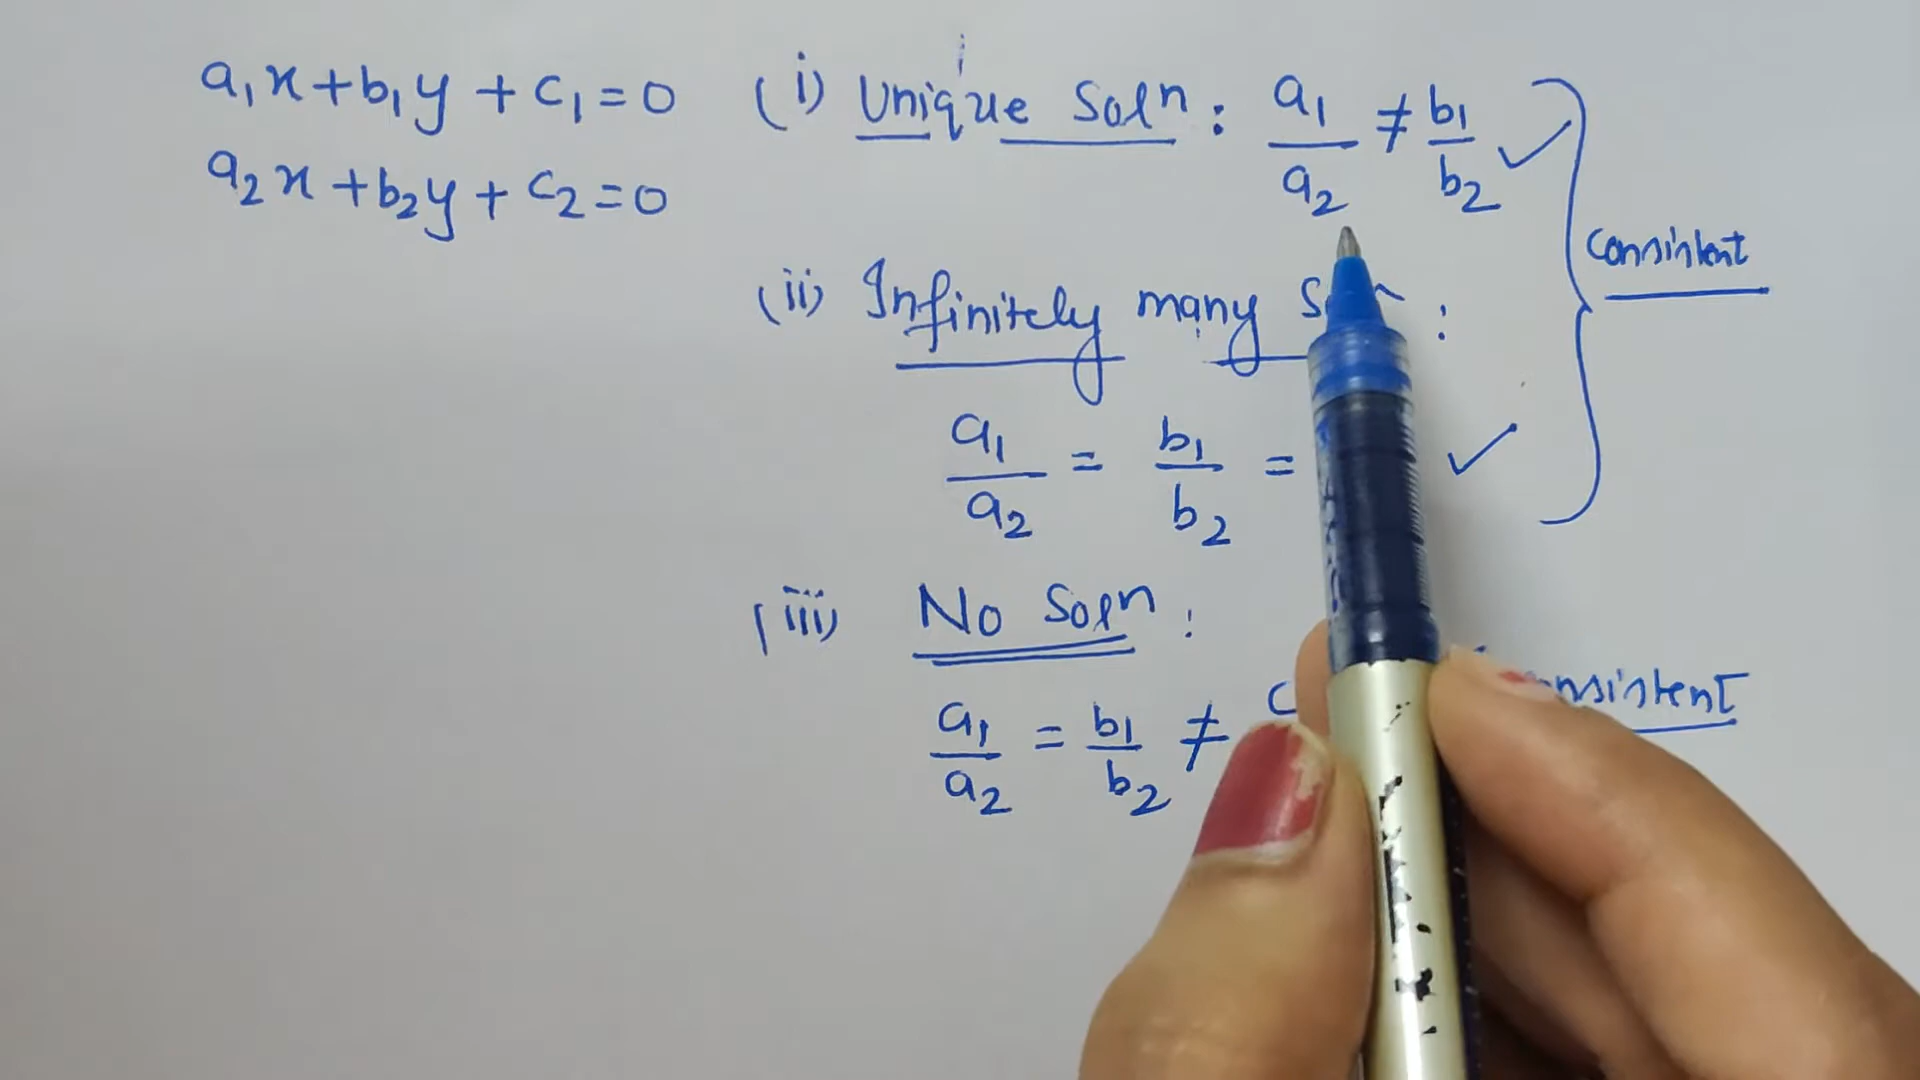 a₁x+b₁y+c₁=0
a₂x+b₂y+c₂=0
(i) Unique Solⁿ: a₁/a₂ ≠ b₁/b₂ ✓
Consistent
(ii) Infinitely many :
a₁/a₂ = b₁/b₂ = ✓
(iii) No Solⁿ:
a₁/a₂ = b₁/b₂ ≠